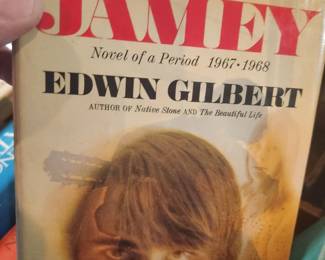 JAMEY
Novel of a Period 1967·1968
EDWIN GILBERT
AUTHOR OF Native Stone AND The Beautiful Life